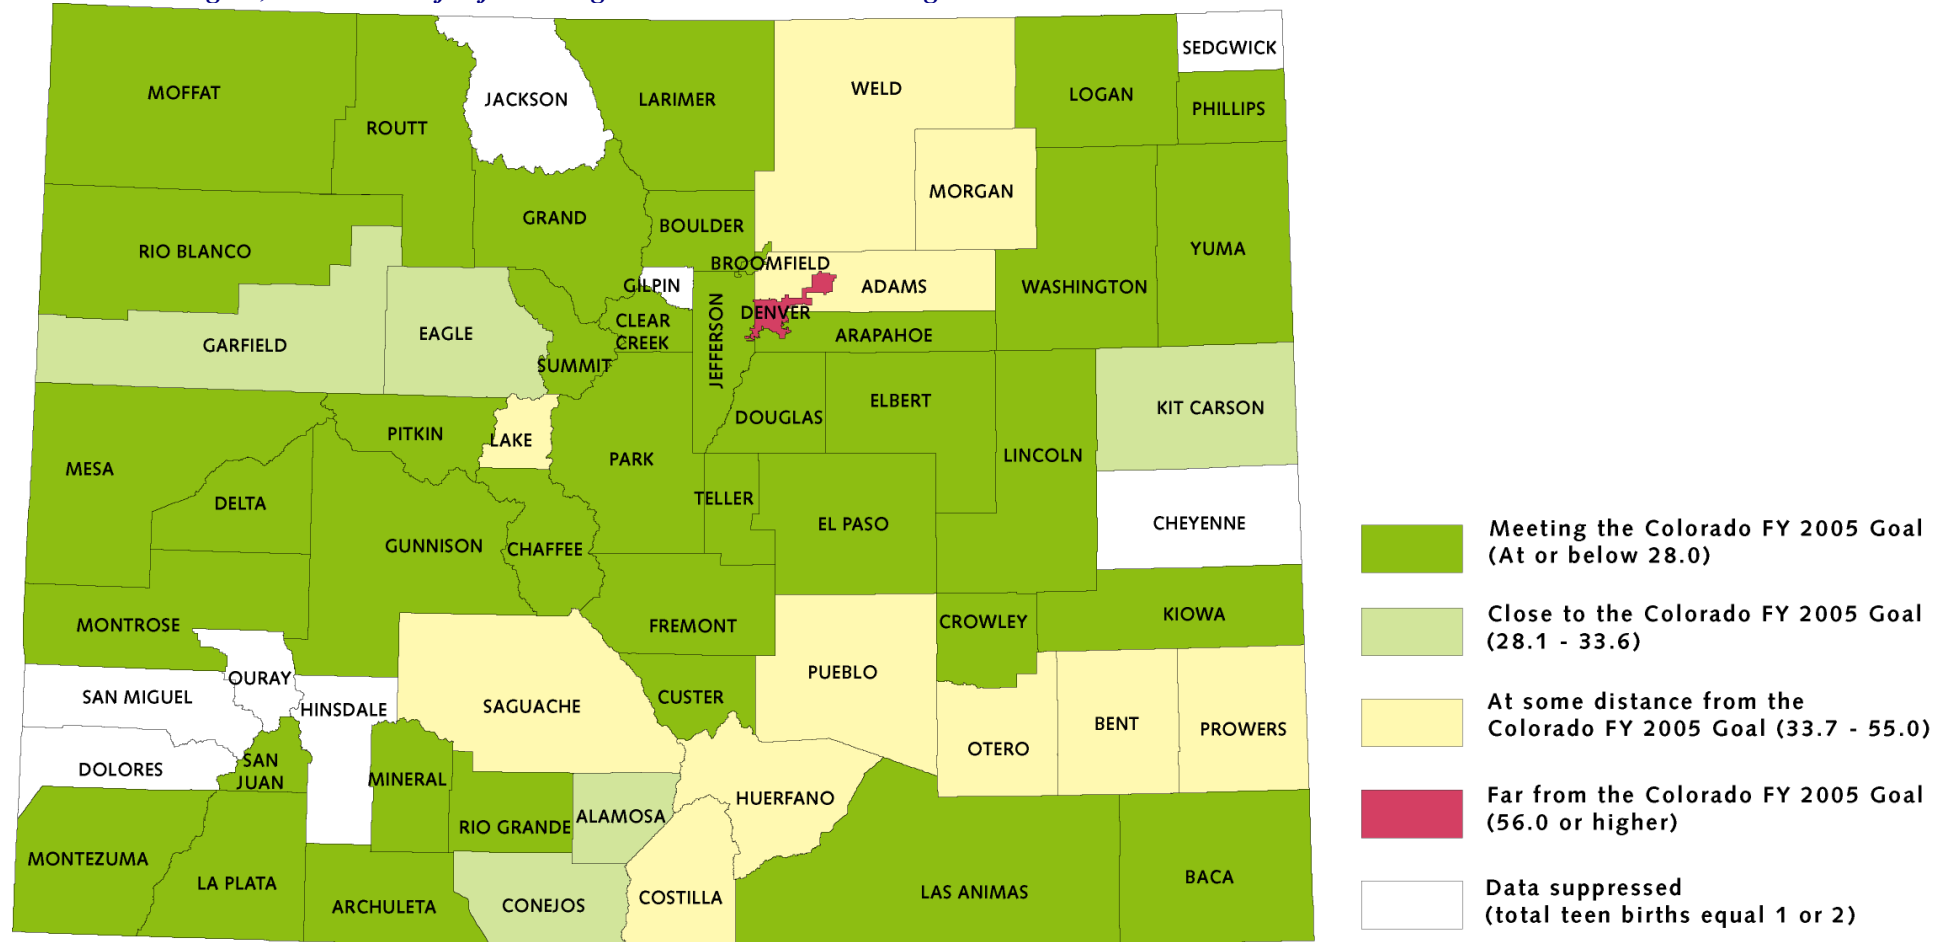 SEDGWICK
MOFFAT
JACKSON
LARIMER
WELD
LOGAN
PHILLIPS
ROUTT
MORGAN
GRAND
BOULDER
RIO BLANCO
YUMA
BROOMFIELD
GILPIN
ADAMS
WASHINGTON
DENVER
CLEAR
CREEK
JEFFERSON
ARAPAHOE
GARFIELD
EAGLE
SUMMIT
ELBERT
KIT CARSON
DOUGLAS
PITKIN
LAKE
PARK
LINCOLN
MESA
DELTA
TELLER
EL PASO
CHEYENNE
GUNNISON
CHAFFEE
MONTROSE
FREMONT
CROWLEY
KIOWA
OURAY
PUEBLO
SAN MIGUEL
HINSDALE
SAGUACHE
CUSTER
BENT
PROWERS
OTERO
SAN
JUAN
DOLORES
MINERAL
HUERFANO
ALAMOSA
RIO GRANDE
MONTEZUMA
LA PLATA
ARCHULETA
CONEJOS
COSTILLA
LAS ANIMAS
BACA
Meeting the Colorado FY 2005 Goal
(At or below 28.0)
Close to the Colorado FY 2005 Goal
(28.1 - 33.6)
At some distance from the
Colorado FY 2005 Goal (33.7 - 55.0)
Far from the Colorado FY 2005 Goal
(56.0 or higher)
Data suppressed
(total teen births equal 1 or 2)